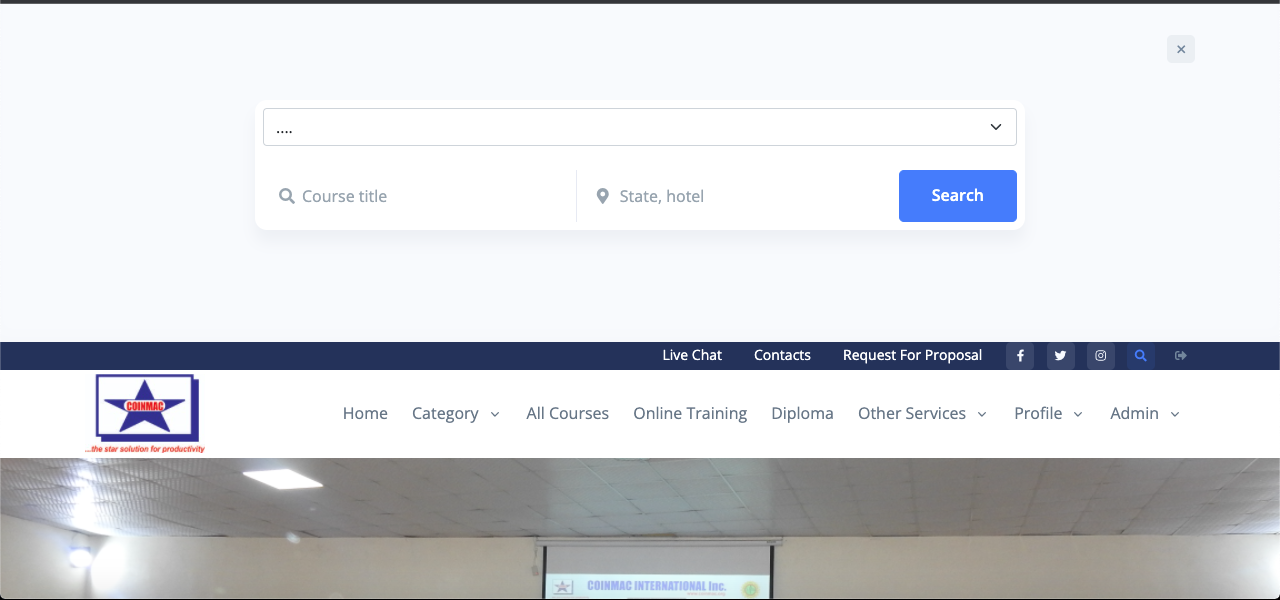 ....
Course title
State, hotel
Search
Live Chat
Contacts
Request For Proposal
COINMAC
...the star solution for productivity
Home
Category
All Courses
Online Training
Diploma
Other Services
Profile
Admin
COINMAC INTERNATIONAL Inc.